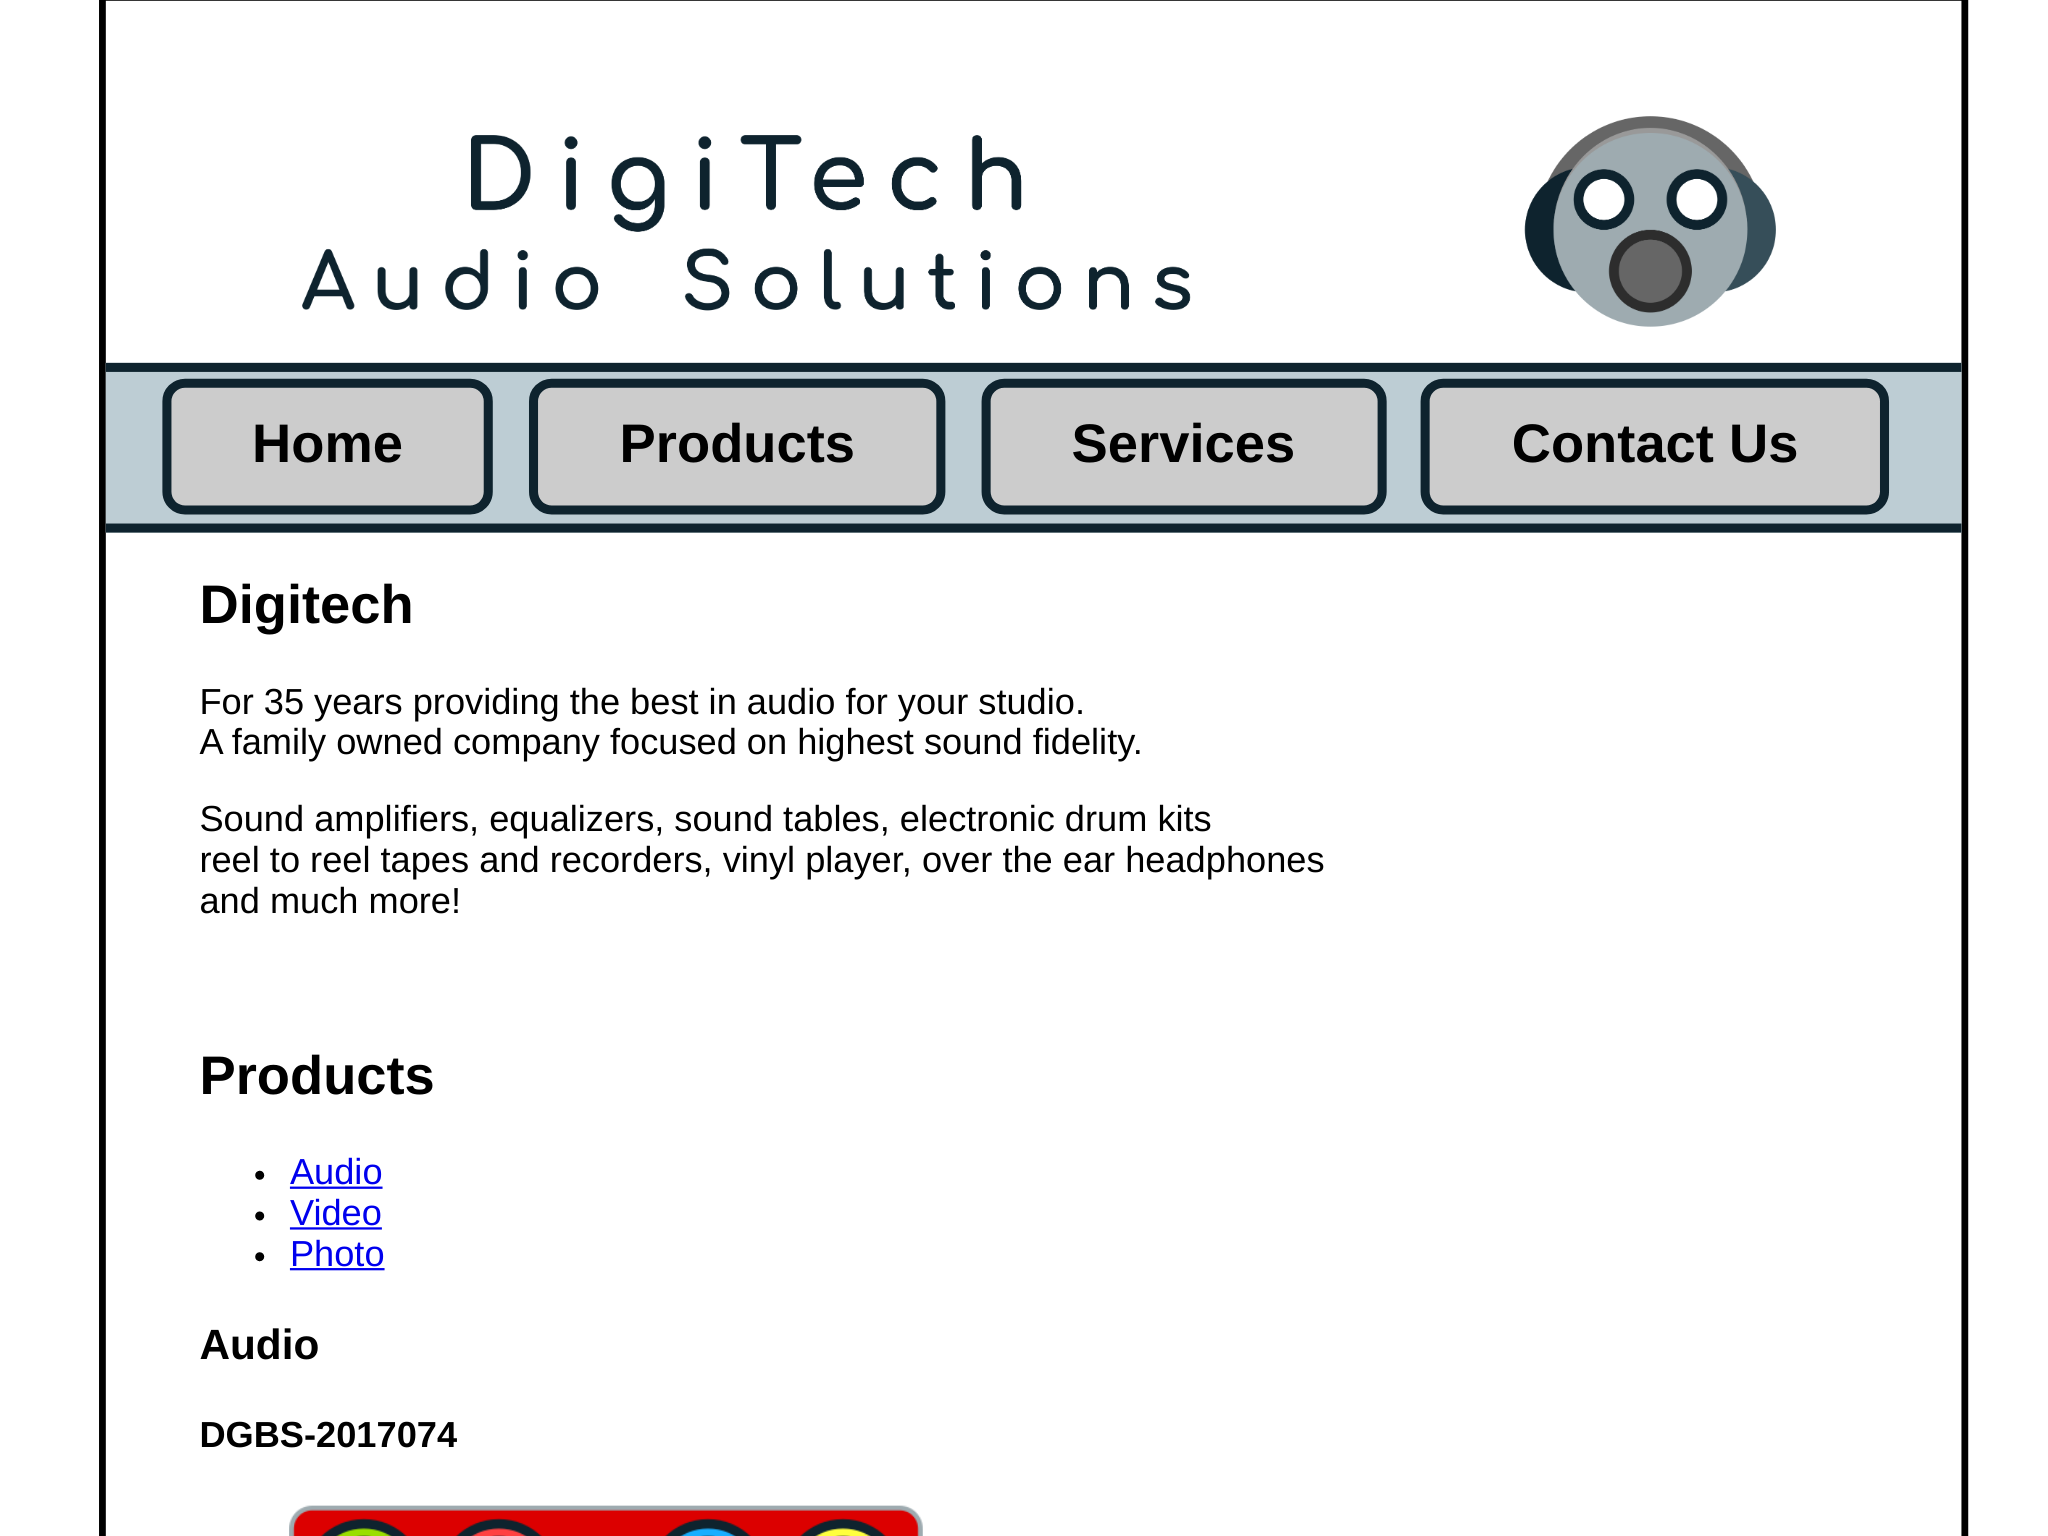 DigiTech
Audio Solutions
Home
Products
Services
Contact Us
Digitech
For 35 years providing the best in audio for your studio.
A family owned company focused on highest sound fidelity.
Sound amplifiers, equalizers, sound tables, electronic drum kits
reel to reel tapes and recorders, vinyl player, over the ear headphones
and much more!
Products
Audio
Video
Photo
Audio
DGBS-2017074